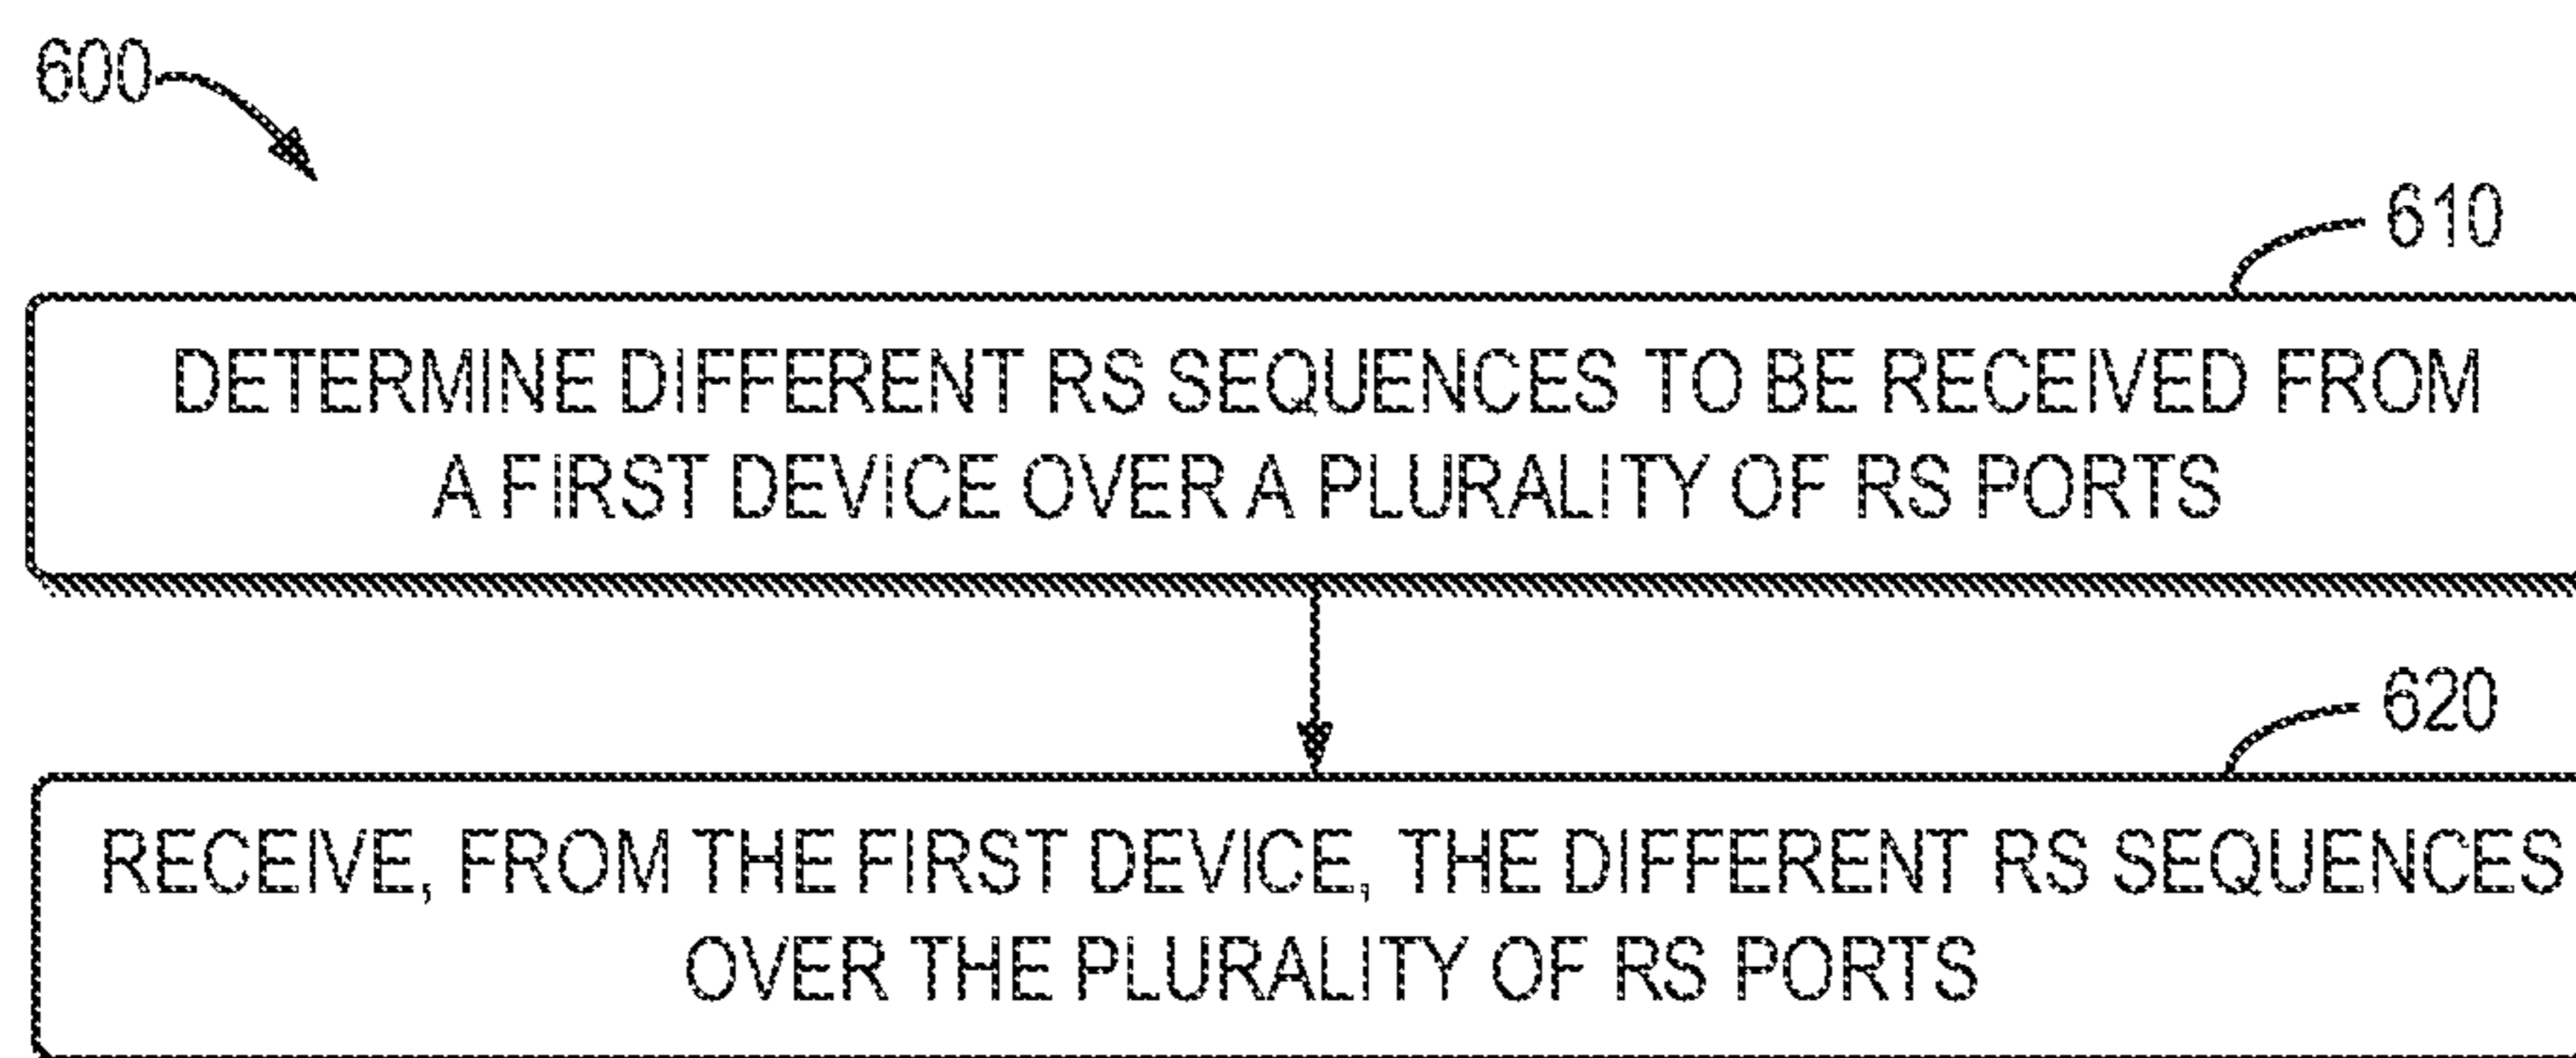 600
610
DETERMINE DIFFERENT RS SEQUENCES TO BE RECEIVED FROM
A FIRST DEVICE OVER A PLURALITY OF RS PORTS
620
RECEIVE, FROM THE FIRST DEVICE, THE DIFFERENT RS SEQUENCES
OVER THE PLURALITY OF RS PORTS